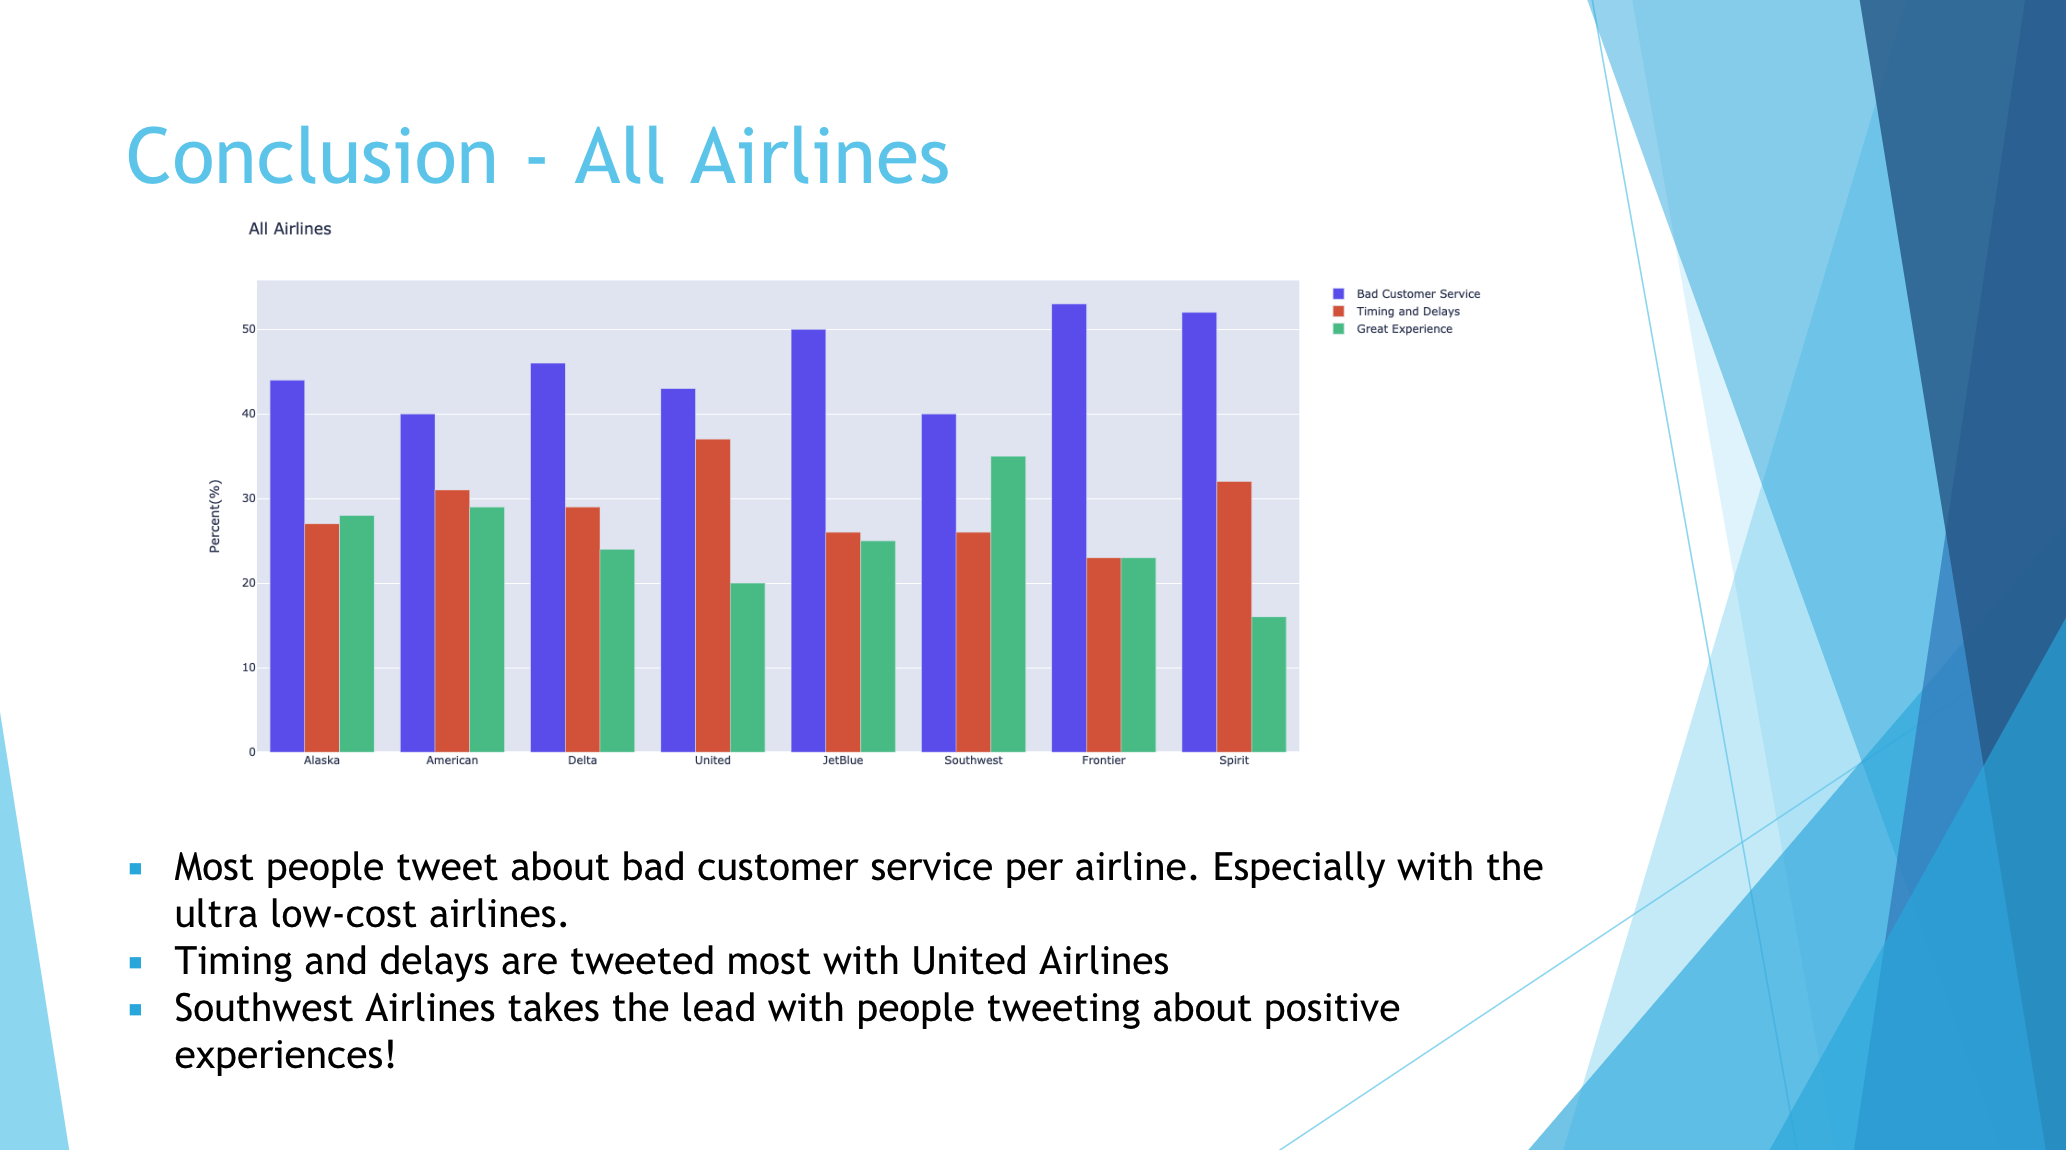 Conclusion - All Airlines
All Airlines
Bad Customer Service
Timing and Delays
Great Experience
Percent(%)
50
40
30
20
10
0
Alaska American Delta United JetBlue Southwest Frontier Spirit
Most people tweet about bad customer service per airline. Especially with the
ultra low-cost airlines.
Timing and delays are tweeted most with United Airlines
Southwest Airlines takes the lead with people tweeting about positive
experiences!